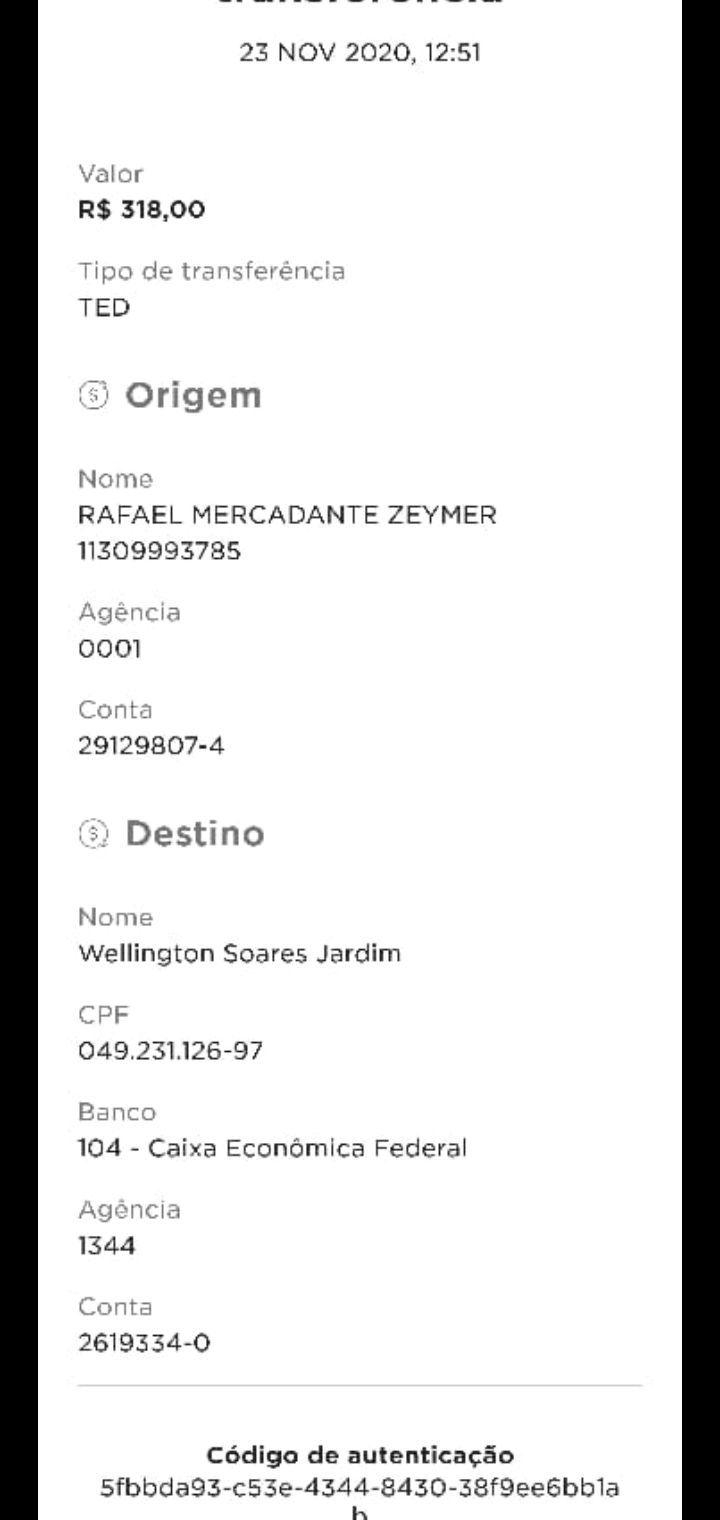 transferência
23 NOV 2020, 12:51
Valor
R$ 318,00
Tipo de transferência
TED
Origem
Nome
RAFAEL MERCADANTE ZEYMER
11309993785
Agência
0001
Conta
29129807-4
Destino
Nome
Wellington Soares Jardim
CPF
049.231.126-97
Banco
104 - Caixa Econômica Federal
Agência
1344
Conta
2619334-0
Código de autenticação
5fbbda93-c53e-4344-8430-38f9ee6bb1a
b